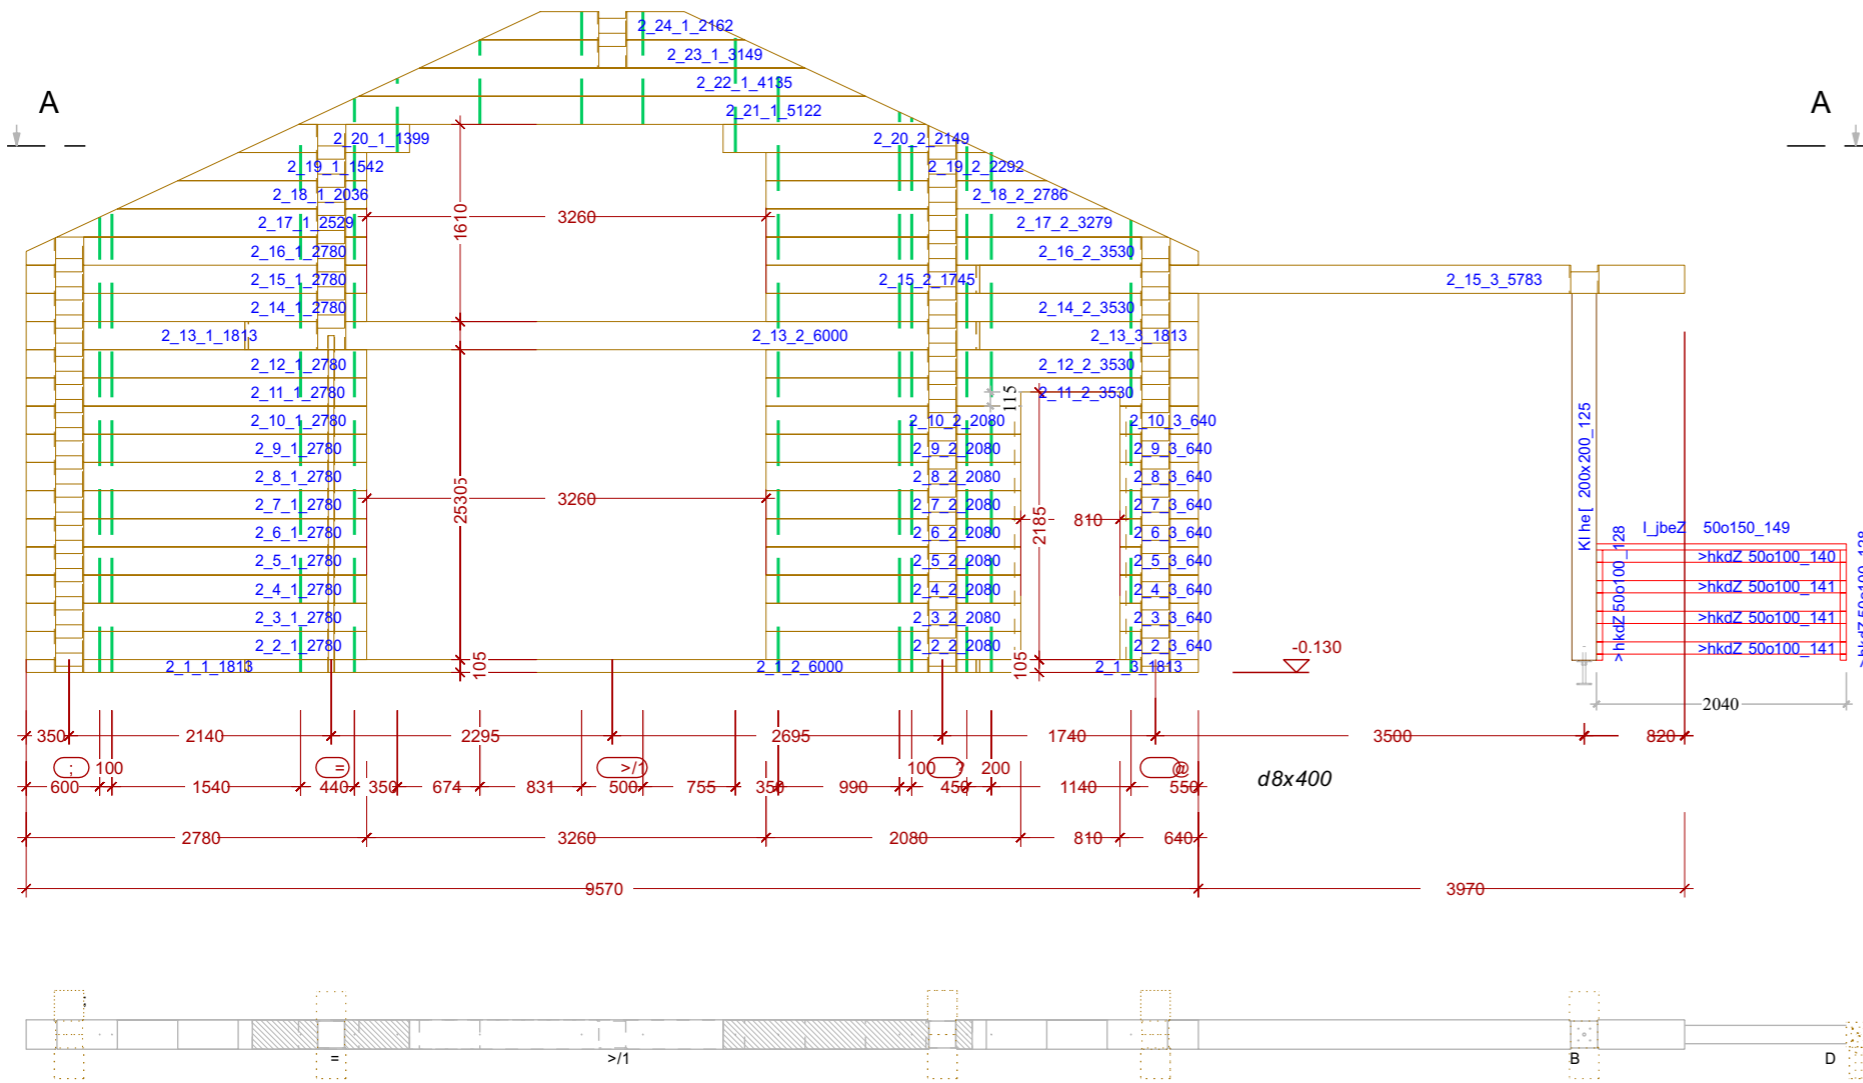 2_24_1_2162
2_23_1_3149
2_22_1_4135
A A
2_21_1_5122
2_20_1_1399 2_20_2_2149
2_19_1_1542 2_19_2_2292
2_18_1_2036 2_18_2_2786
1610 3260
2_17_1_2529 2_17_2_3279
2_16_1_2780 2_16_2_3530
2_15_1_2780 2_15_2_1745 2_15_3_5783
2_14_1_2780 2_14_2_3530
2_13_1_1813 2_13_2_6000 2_13_3_1813
2_12_1_2780 2_12_2_3530
2_11_1_2780 115 2_11_2_3530
2_10_1_2780 2_10_2_2080 2_10_3_640
2_9_1_2780 2_9_2_2080 2_9_3_640
2_8_1_2780 2_8_2_2080 2_8_3_640
KI he[ 200x200_125
25305 3260
2_7_1_2780 2_7_2_2080 2_7_3_640
2185 810
2_6_1_2780 2_6_2_2080 2_6_3_640
I_jbeZ 50o150_149
2_5_1_2780 2_5_2_2080 2_5_3_640
>hkdZ 50o100_140
2_4_1_2780 2_4_2_2080 2_4_3_640
>hkdZ 50o100_141
>hkdZ 50o100_128
2_3_1_2780 2_3_2_2080 2_3_3_640
>hkdZ 50o100_141
2_2_1_2780 2_2_2_2080 2_2_3_640
>hkdZ 50o100_141
-0.130
2_1_1_1813 105 2_1_2_6000 105 2_1_3_1813
2040
350 2140 2295 2695 1740 3500 820
; 100 = >/1 100 ? 200 @
600 1540 440 350 674 831 500 755 350 990 450 1140 550
d8x400
2780 3260 2080 810 640
9570 3970
;
= >/1 B D